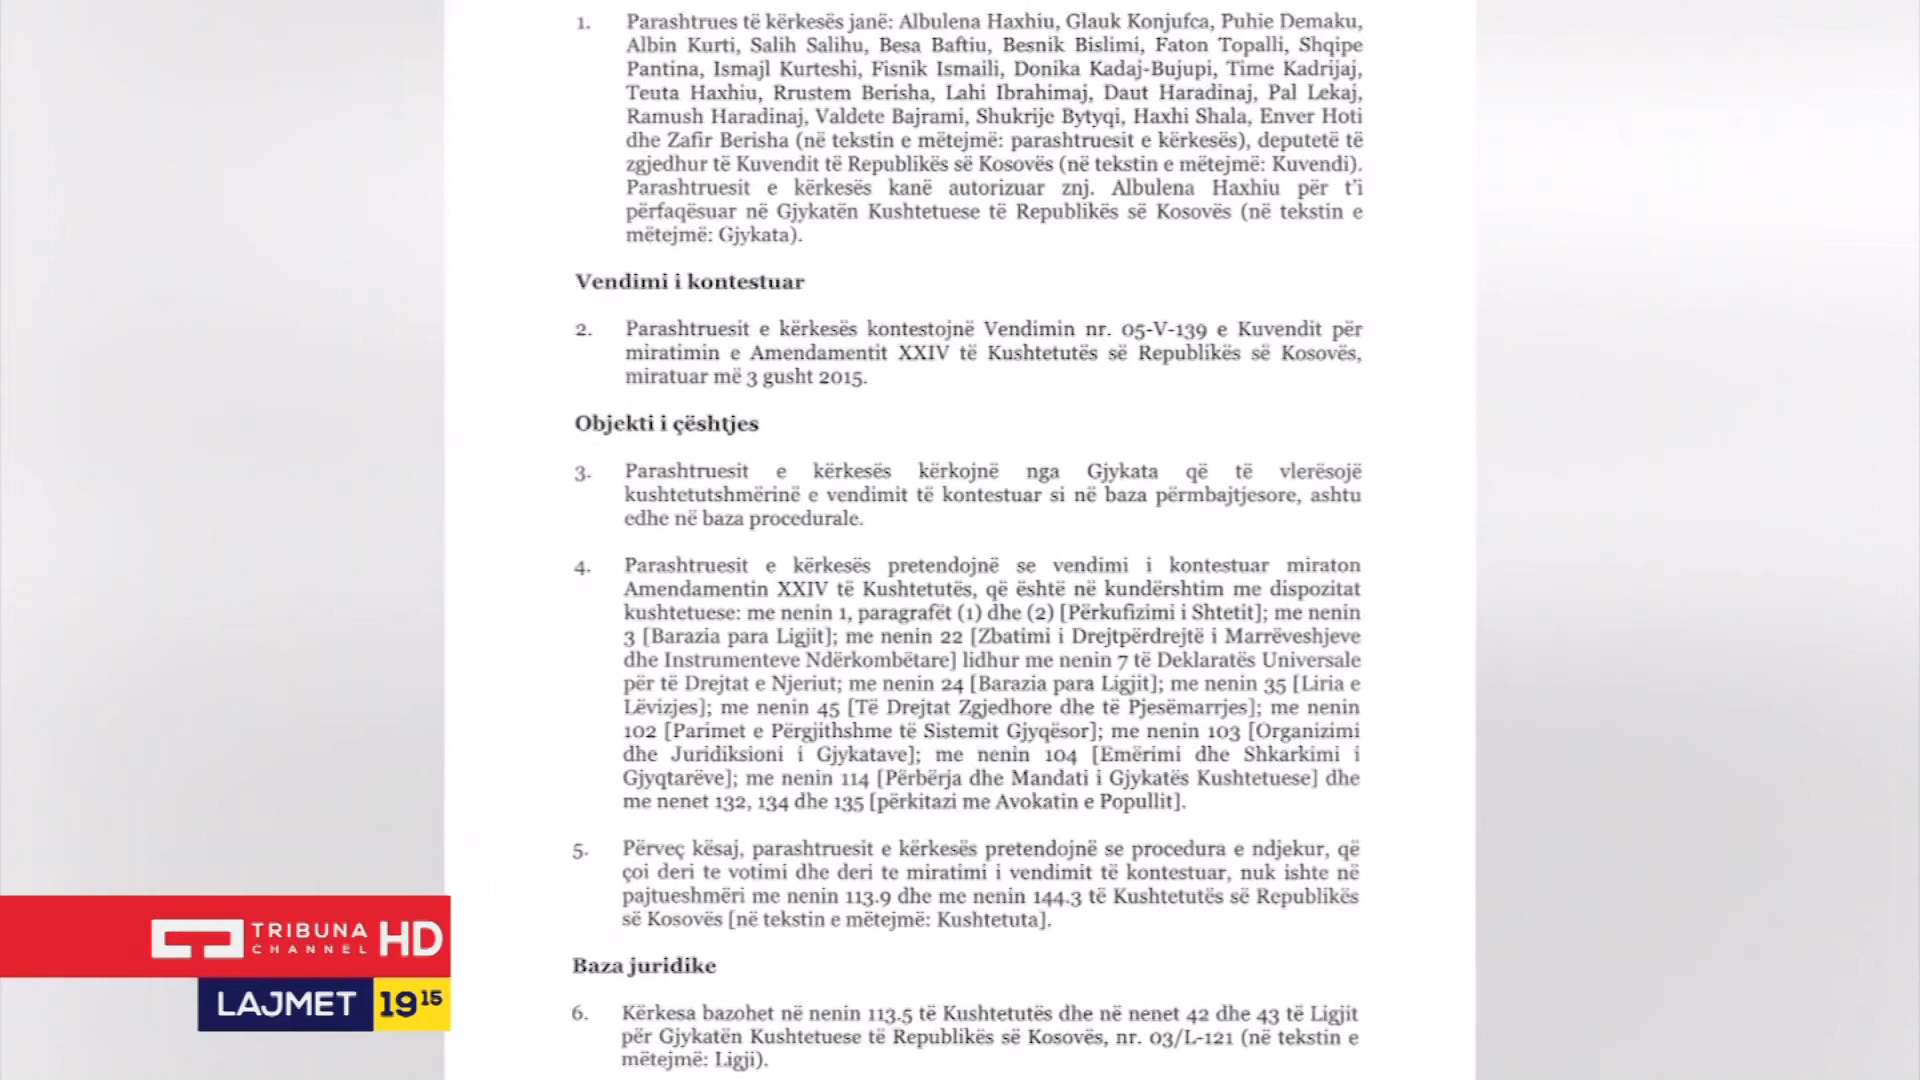 1. Parashtrues të kërkesës janë: Albulena Haxhiu, Glauk Konjufca, Puhie Demaku,
Albin Kurti, Salih Salihu, Besa Baftiu, Besnik Bislimi, Faton Topalli, Shqipe
Pantina, Ismajl Kurteshi, Fisnik Ismaili, Donika Kadaj-Bujupi, Time Kadrijaj,
Teuta Haxhiu, Rrustem Berisha, Lahi Ibrahimaj, Daut Haradinaj, Pal Lekaj,
Ramush Haradinaj, Valdete Bajrami, Shukrije Bytyqi, Haxhi Shala, Enver Hoti
dhe Zafir Berisha (në tekstin e mëtejmë: parashtruesit e kërkesës), deputetë të
zgjedhur të Kuvendit të Republikës së Kosovës (në tekstin e mëtejmë: Kuvendi).
Parashtruesit e kërkesës kanë autorizuar znj. Albulena Haxhiu për t'i
përfaqësuar në Gjykatën Kushtetuese të Republikës së Kosovës (në tekstin e
mëtejmë: Gjykata).
Vendimi i kontestuar
2. Parashtruesit e kërkesës kontestojnë Vendimin nr. 05-V-139 e Kuvendit për
miratimin e Amendamentit XXIV të Kushtetutës së Republikës së Kosovës,
miratuar më 3 gusht 2015.
Objekti i çështjes
3. Parashtruesit e kërkesës kërkojnë nga Gjykata që të vlerësojë
kushtetutshmërinë e vendimit të kontestuar si në baza përmbajtjesore, ashtu
edhe në baza procedurale.
4. Parashtruesit e kërkesës pretendojnë se vendimi i kontestuar miraton
Amendamentin XXIV të Kushtetutës, që është në kundërshtim me dispozitat
kushtetuese: me nenin 1, paragrafët (1) dhe (2) [Përkufizimi i Shtetit]; me nenin
3 [Barazia para Ligjit]; me nenin 22 [Zbatimi i Drejtpërdrejtë i Marrëveshjeve
dhe Instrumenteve Ndërkombëtare] lidhur me nenin 7 të Deklaratës Universale
për të Drejtat e Njeriut; me nenin 24 [Barazia para Ligjit]; me nenin 35 [Liria e
Lëvizjes]; me nenin 45 [Të Drejtat Zgjedhore dhe të Pjesëmarrjes]; me nenin
102 [Parimet e Përgjithshme të Sistemit Gjyqësor]; me nenin 103 [Organizimi
dhe Juridiksioni i Gjykatave]; me nenin 104 [Emërimi dhe Shkarkimi i
Gjyqtarëve]; me nenin 114 [Përbërja dhe Mandati i Gjykatës Kushtetuese] dhe
me nenet 132, 134 dhe 135 [përkitazi me Avokatin e Popullit].
5. Përveç kësaj, parashtruesit e kërkesës pretendojnë se procedura e ndjekur, që
çoi deri te votimi dhe deri te miratimi i vendimit të kontestuar, nuk ishte në
pajtueshmëri me nenin 113.9 dhe me nenin 144.3 të Kushtetutës së Republikës
së Kosovës [në tekstin e mëtejmë: Kushtetuta].
Baza juridike
6. Kërkesa bazohet në nenin 113.5 të Kushtetutës dhe në nenet 42 dhe 43 të Ligjit
për Gjykatën Kushtetuese të Republikës së Kosovës, nr. 03/L-121 (në tekstin e
mëtejmë: Ligji).
TRIBUNA
CHANNEL
HD
LAJMET 19 15